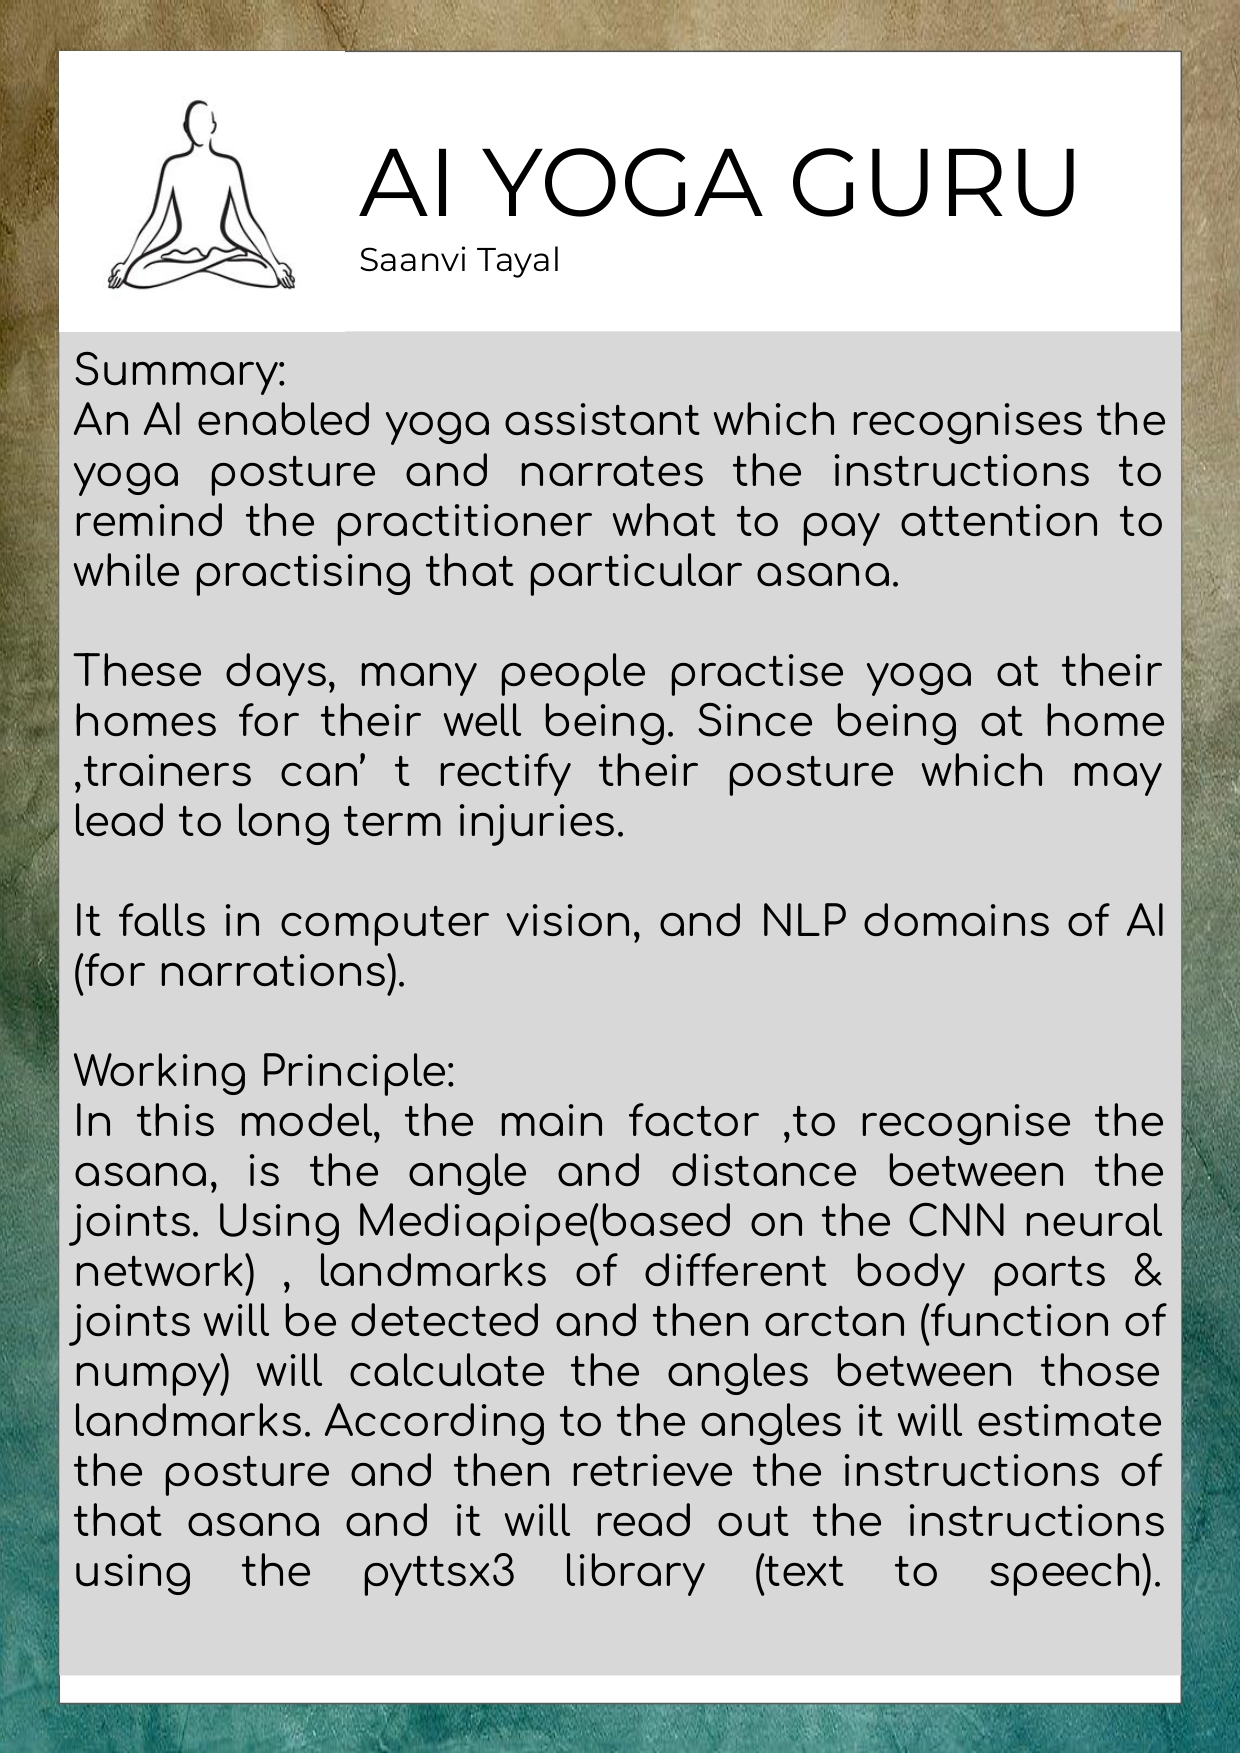 AI YOGA GURU
Saanvi Tayal
Summary:
An AI enabled yoga assistant which recognises the
yoga posture and narrates the instructions to
remind the practitioner what to pay attention to
while practising that particular asana.
These days, many people practise yoga at their
homes for their well being. Since being at home
,trainers can’ t rectify their posture which may
lead to long term injuries.
It falls in computer vision, and NLP domains of AI
(for narrations).
Working Principle:
In this model, the main factor ,to recognise the
asana, is the angle and distance between the
joints. Using Mediapipe(based on the CNN neural
network) , landmarks of different body parts &
joints will be detected and then arctan (function of
numpy) will calculate the angles between those
landmarks. According to the angles it will estimate
the posture and then retrieve the instructions of
that asana and it will read out the instructions
using the pyttsx3 library (text to speech).